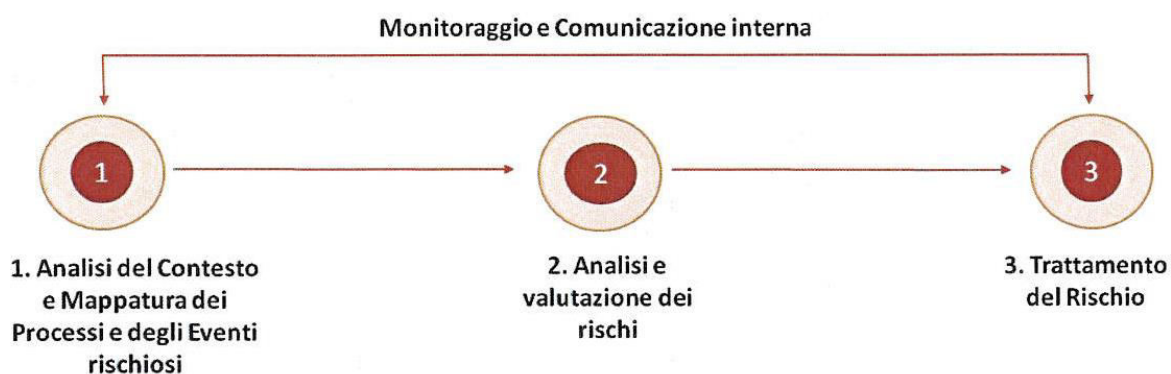 Monitoraggio e Comunicazione interna
1
2
3
1. Analisi del Contesto
e Mappatura dei
Processi e degli Eventi
rischiosi
2. Analisi e
valutazione dei
rischi
3. Trattamento
del Rischio